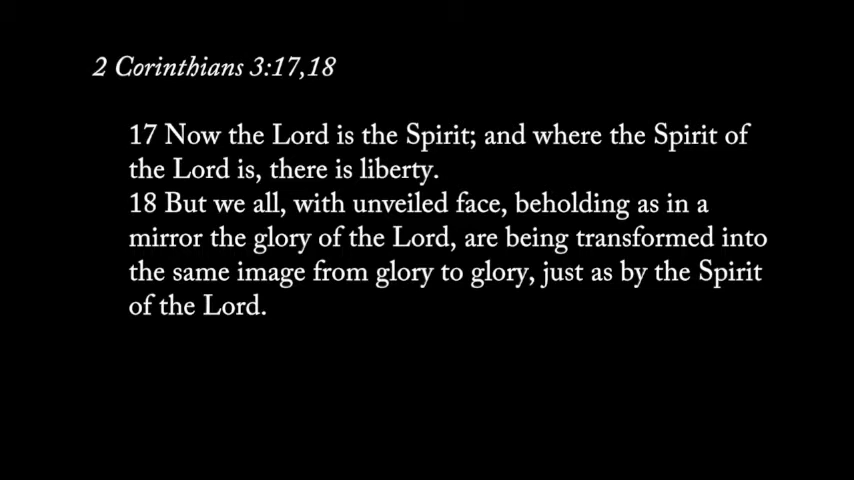 2 Corinthians 3:17,18
17 Now the Lord is the Spirit; and where the Spirit of
the Lord is, there is liberty.
18 But we all, with unveiled face, beholding as in a
mirror the glory of the Lord, are being transformed into
the same image from glory to glory, just as by the Spirit
of the Lord.